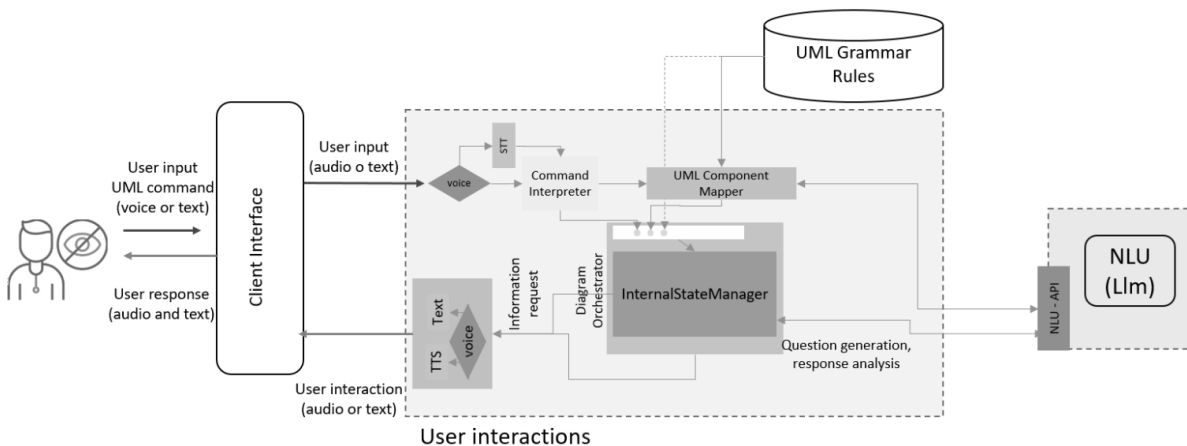 UML Grammar
Rules
User input
UML command
(voice or text)
User response
(audio and text)
Client Interface
User input
(audio o text)
voice
STT
Command
Interpreter
UML Component
Mapper
Diagram
Orchestrator
InternalStateManager
Information
request
Text
voice
TTS
User interaction
(audio or text)
Question generation,
response analysis
NLU - API
NLU
(Llm)
User interactions